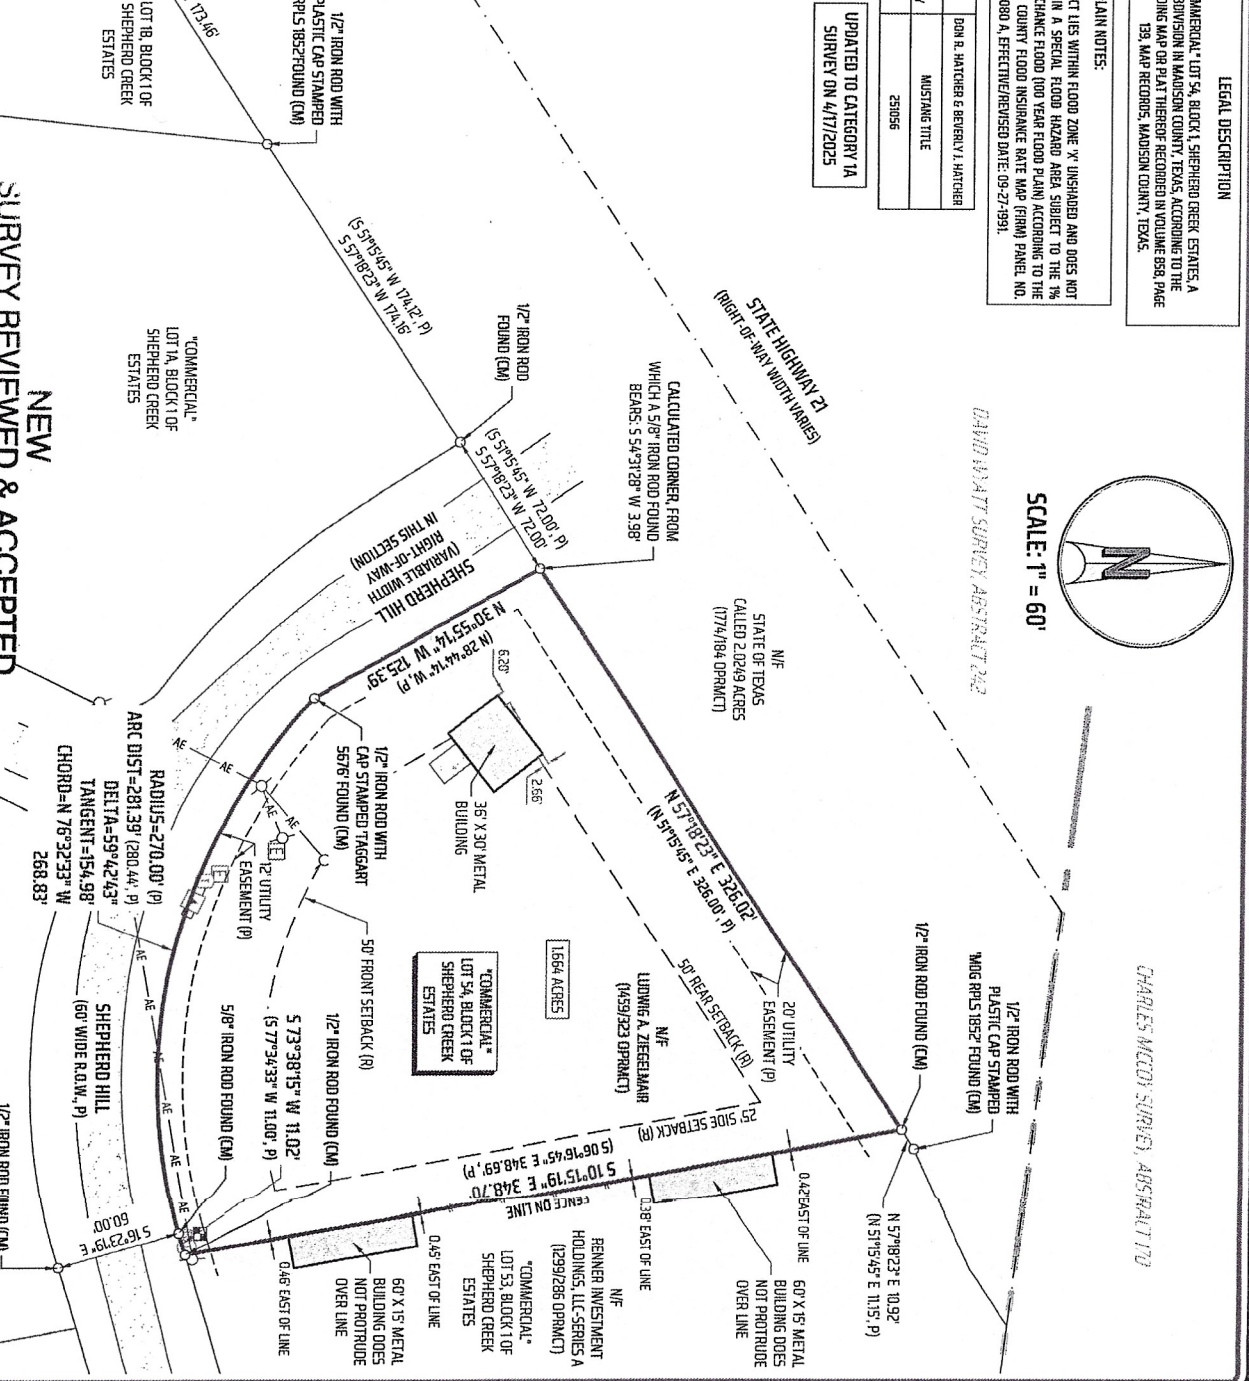 LEGAL DESCRIPTION
MMERCIAL" LOT 54, BLOCK 1, SHEPHERD CREEK ESTATES, A
BDIVISION IN MADISON COUNTY, TEXAS, ACCORDING TO THE
DING MAP OR PLAT THEREOF RECORDED IN VOLUME 858, PAGE
139, MAP RECORDS, MADISON COUNTY, TEXAS.
LAIN NOTES:
CT LIES WITHIN FLOOD ZONE 'X' UNSHADED AND DOES NOT
IN A SPECIAL FLOOD HAZARD AREA SUBJECT TO THE 1%
CHANCE FLOOD (100 YEAR FLOOD PLAIN) ACCORDING TO THE
COUNTY FLOOD INSURANCE RATE MAP (FIRM) PANEL NO.
080 A, EFFECTIVE/REVISED DATE: 09-27-1991.
DON R. HATCHER & BEVERLY J. HATCHER
MUSTANG TITLE
251056
UPDATED TO CATEGORY 1A
SURVEY ON 4/17/2025
N
SCALE: 1" = 60'
DAVID WYATT SURVEY, ABSTRACT 242
CHARLES MCCOY SURVEY, ABSTRACT 170
STATE HIGHWAY 21
(RIGHT-OF-WAY WIDTH VARIES)
N/F
STATE OF TEXAS
CALLED 2.0249 ACRES
(1774/184 OPRMCT)
CALCULATED CORNER, FROM
WHICH A 5/8" IRON ROD FOUND
BEARS: S 54°31'28" W 3.98'
1/2" IRON ROD
FOUND (CM)
1/2" IRON ROD WITH
PLASTIC CAP STAMPED
RPLS 1852' FOUND (CM)
173.46'
LOT 1B, BLOCK 1 OF
SHEPHERD CREEK
ESTATES
(S 51°15'45" W 174.12', P)
S 57°18'23" W 174.16'
(S 51°15'45" W 72.00', P)
S 57°18'23" W 72.00'
"COMMERCIAL"
LOT 1A, BLOCK 1 OF
SHEPHERD CREEK
ESTATES
NEW
SURVEY REVIEWED & ACCEPTED
SHEPHERD HILL
(VARIABLE WIDTH
RIGHT-OF-WAY
IN THIS SECTION)
N 30°55'14" W 125.39'
(N 28°44'14" W, P)
6.20'
2.66'
36' X 30' METAL
BUILDING
1/2" IRON ROD WITH
CAP STAMPED TAGGART
5676' FOUND (CM)
N 57°18'23" E 326.02'
(N 51°15'45" E 326.00', P)
20' UTILITY
EASEMENT (P)
50' REAR SETBACK (R)
1/2" IRON ROD FOUND (CM)
1/2" IRON ROD WITH
PLASTIC CAP STAMPED
'MDG RPLS 1852' FOUND (CM)
N 57°18'23" E 10.92'
(N 51°15'45" E 11.15', P)
N/F
LUDWIG A. ZIEGELMAIR
(1459/323 OPRMCT)
1.664 ACRES
"COMMERCIAL"
LOT 54, BLOCK 1 OF
SHEPHERD CREEK
ESTATES
50' FRONT SETBACK (R)
25' SIDE SETBACK (R)
(S 06°16'45" E 348.69', P)
S 10°15'19" E 348.70'
FENCE ON LINE
0.42' EAST OF LINE
60' X 15' METAL
BUILDING DOES
NOT PROTRUDE
OVER LINE
0.38' EAST OF LINE
N/F
RENNER INVESTMENT
HOLDINGS, LLC-SERIES A
(1299/286 OPRMCT)
"COMMERCIAL"
LOT 53, BLOCK 1 OF
SHEPHERD CREEK
ESTATES
0.45' EAST OF LINE
60' X 15' METAL
BUILDING DOES
NOT PROTRUDE
OVER LINE
0.46' EAST OF LINE
1/2" IRON ROD FOUND (CM)
S 73°38'15" W 11.02'
(S 77°34'33" W 11.00', P)
5/8" IRON ROD FOUND (CM)
12' UTILITY
EASEMENT (P)
E
E
AE
AE
AE
AE
AE
AE
AE
AE
AE
RADIUS=270.00' (P)
ARC DIST=281.39' (280.44', P)
DELTA=59°42'43"
TANGENT=154.98'
CHORD=N 76°32'33" W
268.83'
SHEPHERD HILL
(60' WIDE R.O.W., P)
S 16°23'19" E
60.00'
1/2" IRON ROD FOUND (CM)